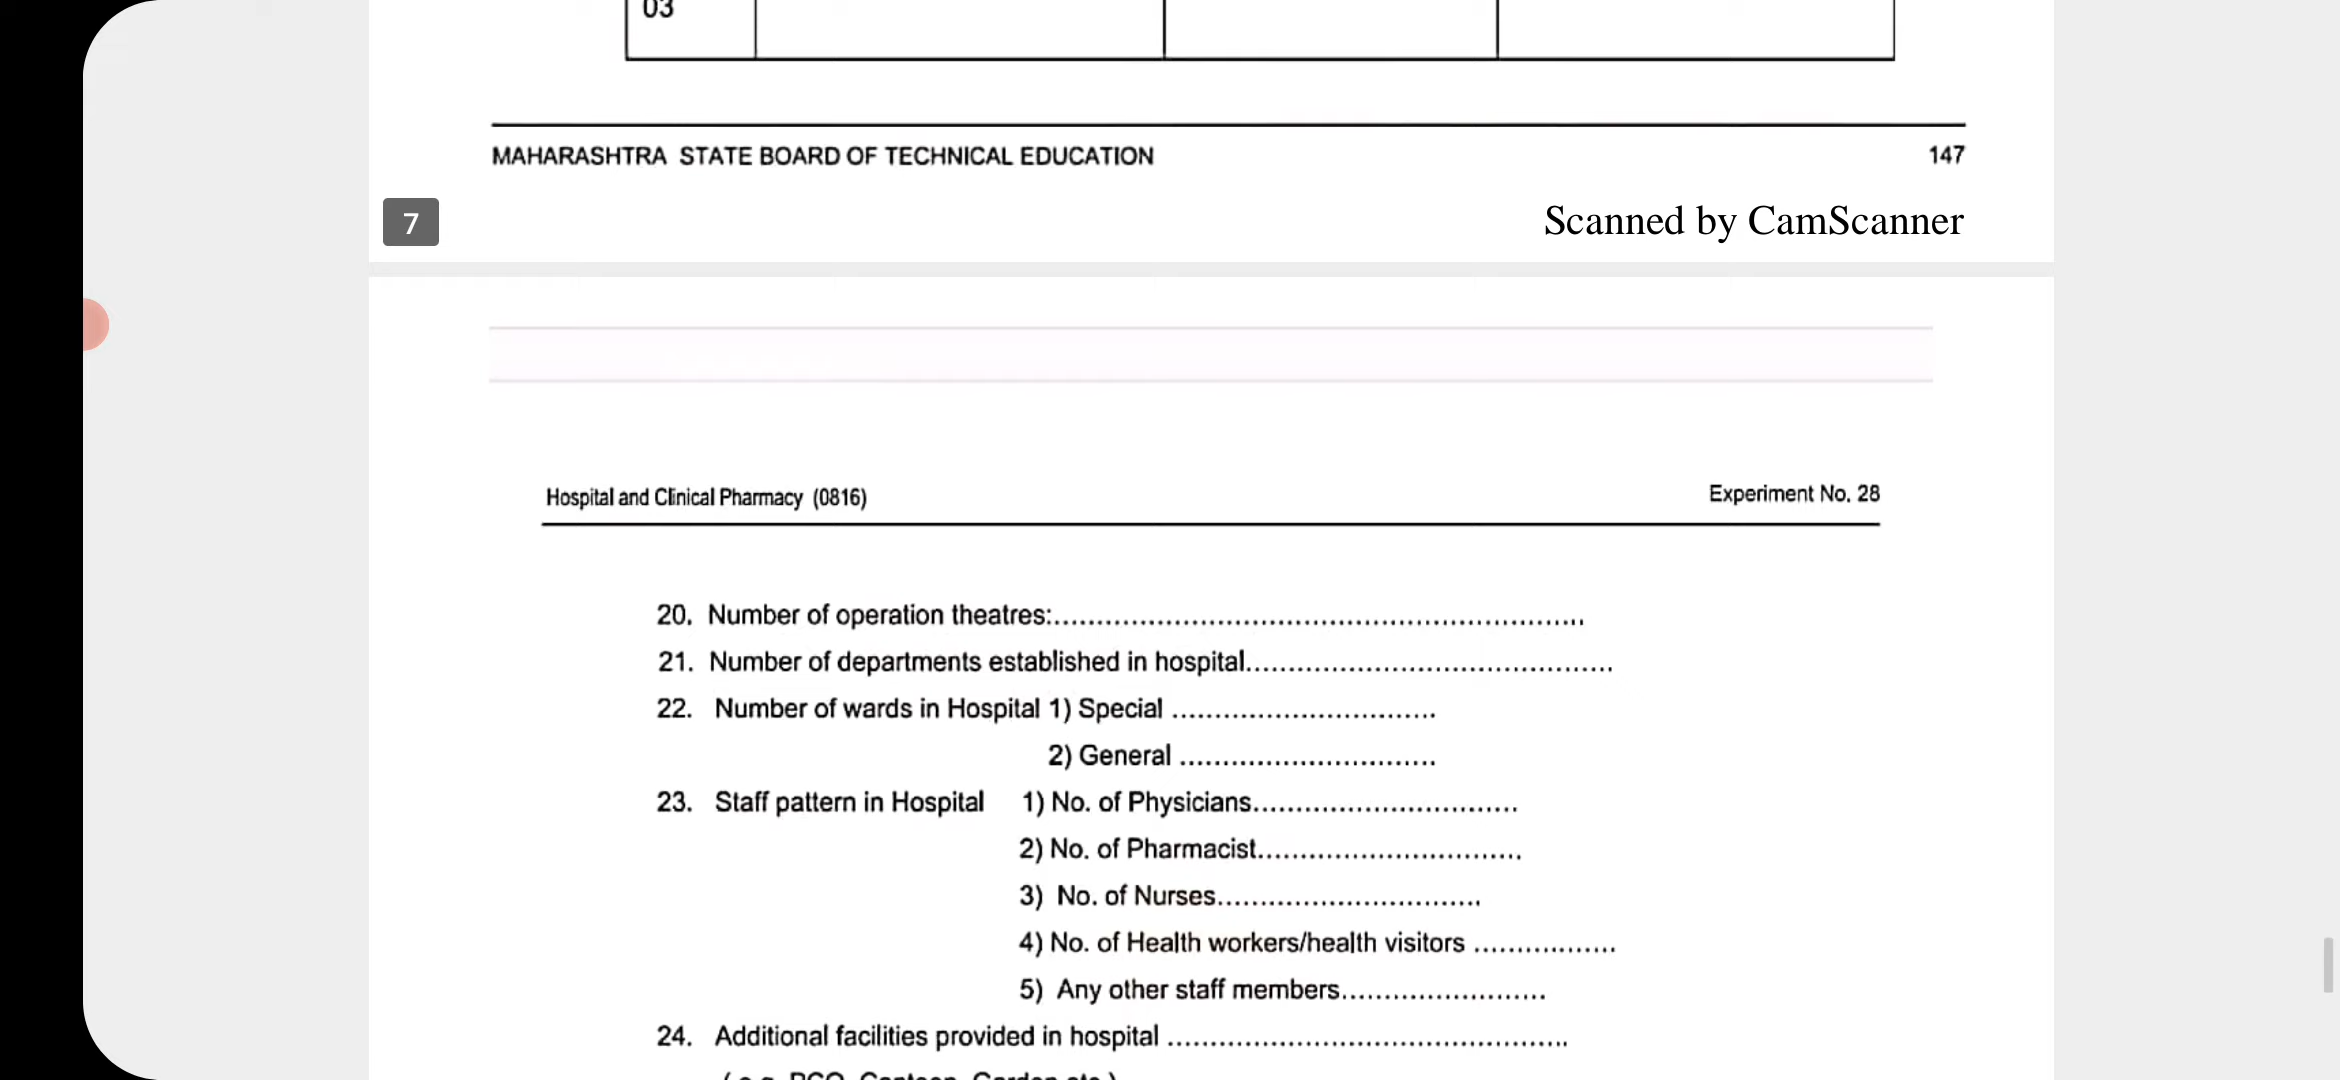 03
MAHARASHTRA STATE BOARD OF TECHNICAL EDUCATION 147
7
Scanned by CamScanner
Hospital and Clinical Pharmacy (0816) Experiment No. 28
20. Number of operation theatres:..............................................................
21. Number of departments established in hospital...........................................
22. Number of wards in Hospital 1) Special ...............................
2) General ..............................
23. Staff pattern in Hospital 1) No. of Physicians...............................
2) No. of Pharmacist...............................
3) No. of Nurses...............................
4) No. of Health workers/health visitors .................
5) Any other staff members........................
24. Additional facilities provided in hospital ...............................................
( e.g. PCO, Canteen, Garden etc.)